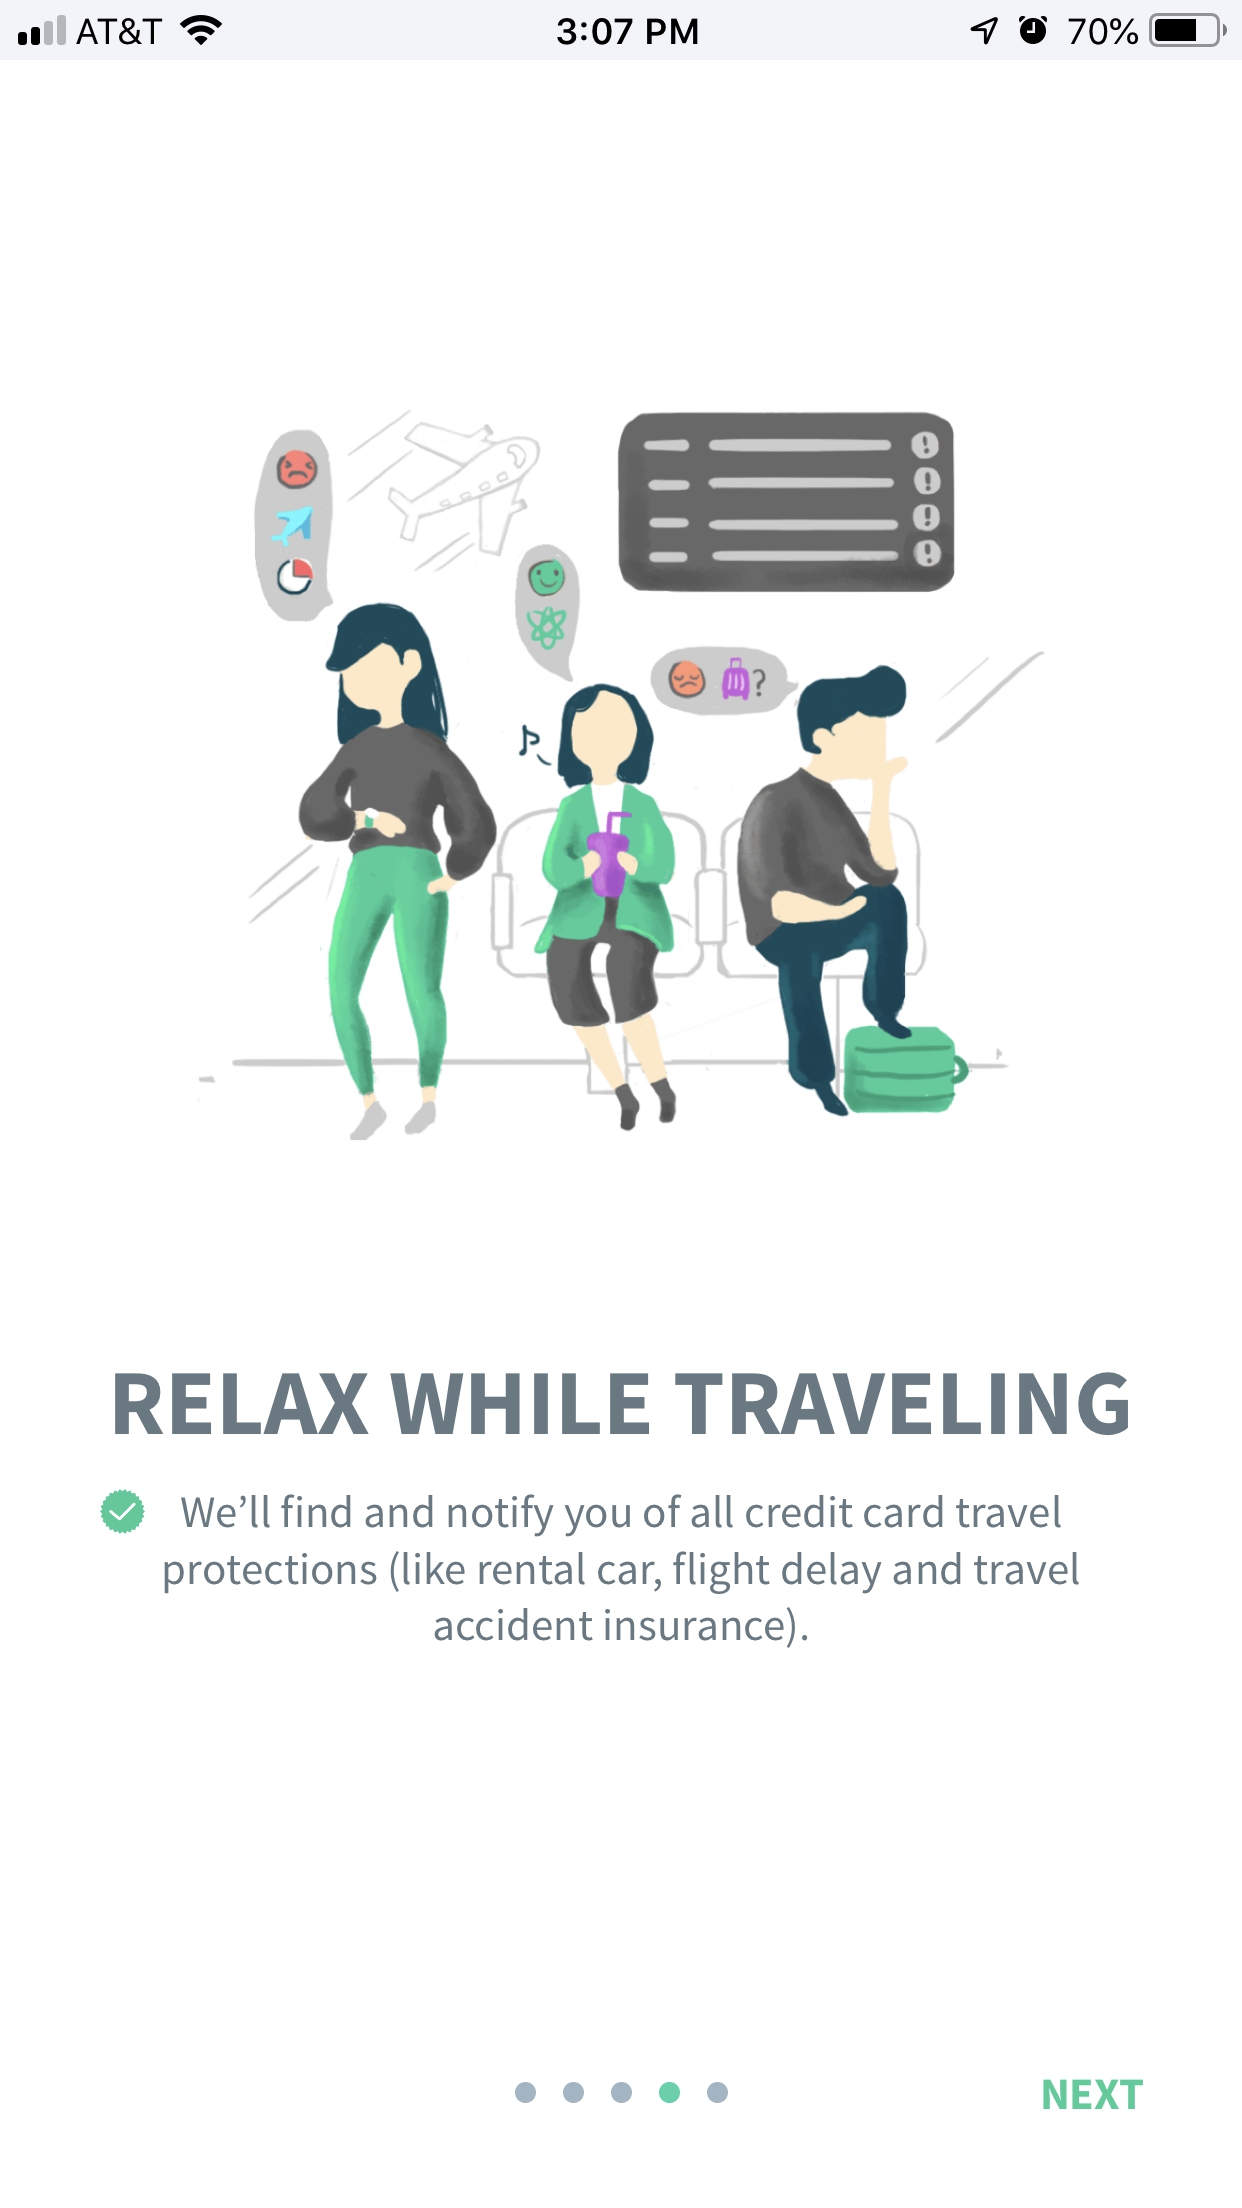 AT&T 3:07 PM 70%
?
RELAX WHILE TRAVELING
We’ll find and notify you of all credit card travel
protections (like rental car, flight delay and travel
accident insurance).
NEXT